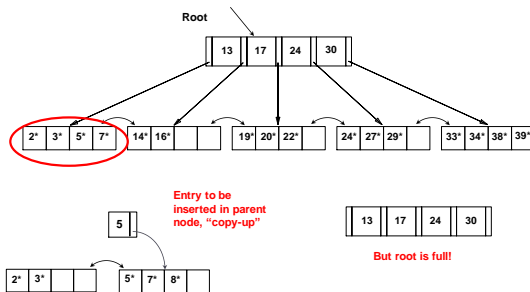 Root
13 17 24 30
2* 3* 5* 7* 14* 16* 19* 20* 22* 24* 27* 29* 33* 34* 38* 39*
Entry to be
inserted in parent
node, “copy-up”
5
13 17 24 30
But root is full!
2* 3* 5* 7* 8*